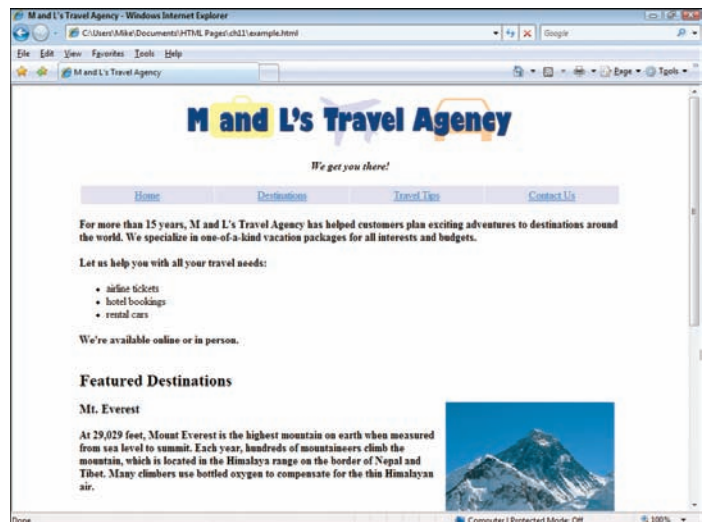 M and L's Travel Agency - Windows Internet Explorer
C:\Users\Mike\Documents\HTML Pages\ch11\example.html
Google
File Edit View Favorites Tools Help
M and L's Travel Agency
Page Tools
M and L's Travel Agency
We get you there!
Home Destinations Travel Tips Contact Us
For more than 15 years, M and L's Travel Agency has helped customers plan exciting adventures to destinations around
the world. We specialize in one-of-a-kind vacation packages for all interests and budgets.
Let us help you with all your travel needs:
airline tickets
hotel bookings
rental cars
We're available online or in person.
Featured Destinations
Mt. Everest
At 29,029 feet, Mount Everest is the highest mountain on earth when measured
from sea level to summit. Each year, hundreds of mountaineers climb the
mountain, which is located in the Himalaya range on the border of Nepal and
Tibet. Many climbers use bottled oxygen to compensate for the thin Himalayan
air.
Done
Computer | Protected Mode: Off
100%